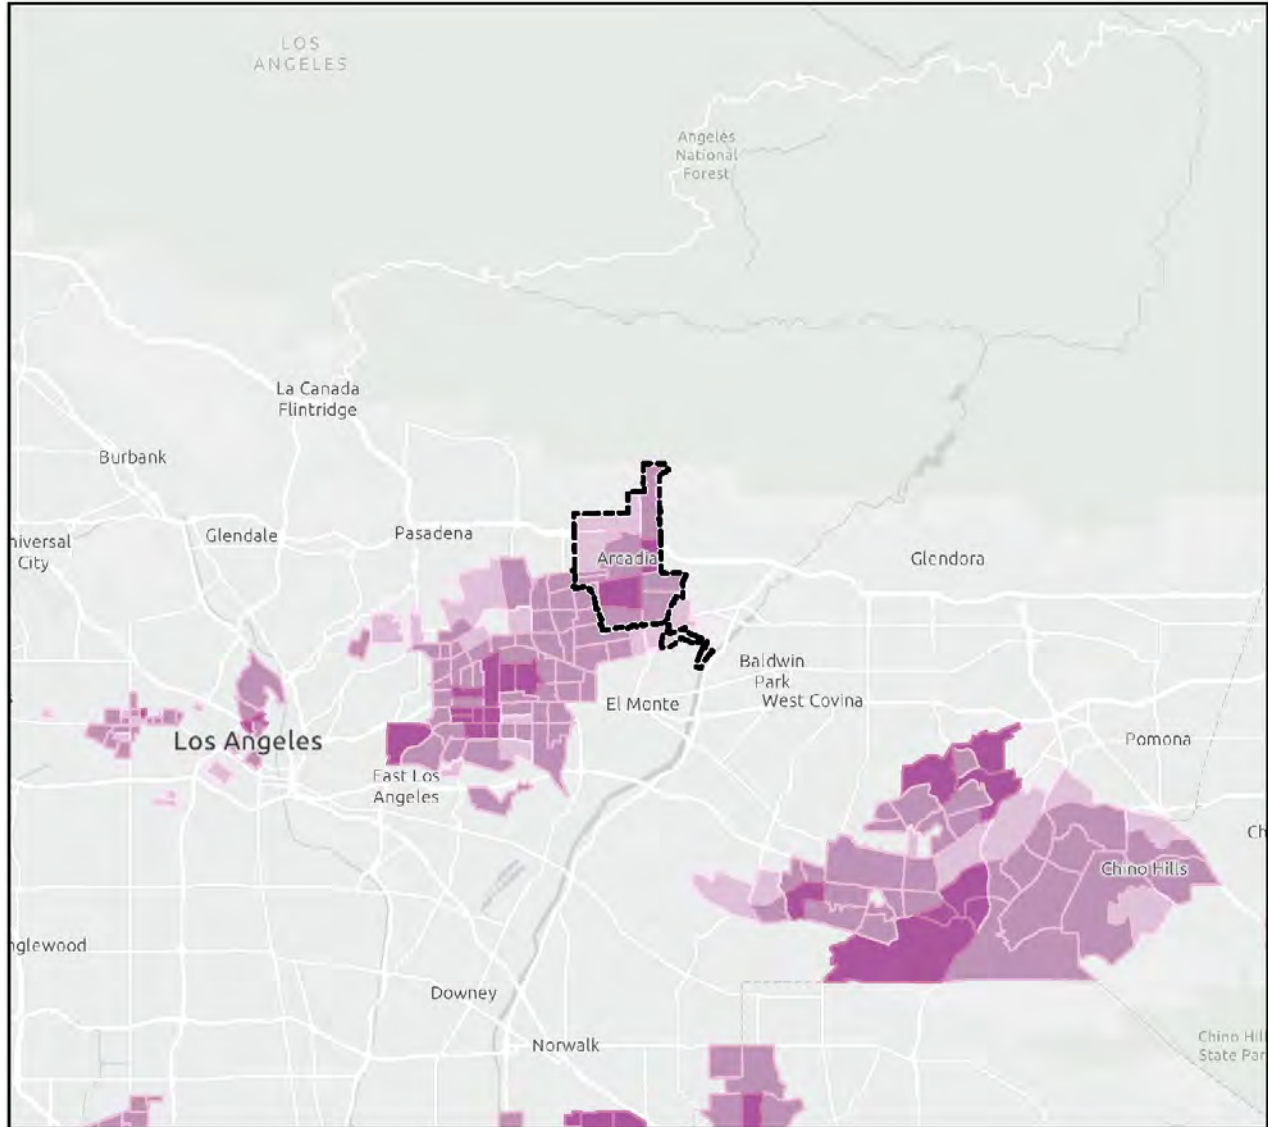 LOS
ANGELES
Angeles
National
Forest
La Canada
Flintridge
Burbank
niversal
City
Glendale
Pasadena
Arcadia
Glendora
Baldwin
Park
West Covina
El Monte
Los Angeles
Pomona
East Los
Angeles
Ch
Chino Hills
nglewood
Downey
Norwalk
Chino Hill
State Par